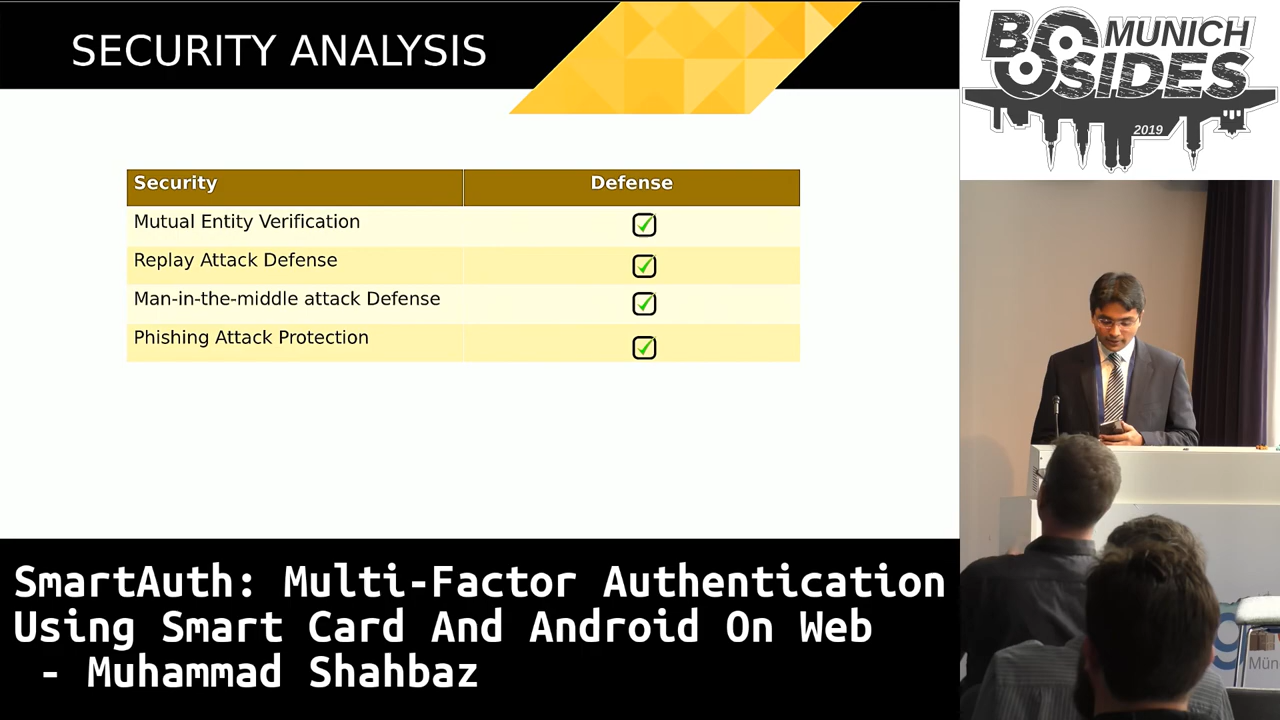 SECURITY ANALYSIS
Security Defense
Mutual Entity Verification
Replay Attack Defense
Man-in-the-middle attack Defense
Phishing Attack Protection
SmartAuth: Multi-Factor Authentication
Using Smart Card And Android On Web
- Muhammad Shahbaz
BSIDES MUNICH
2019
Mün